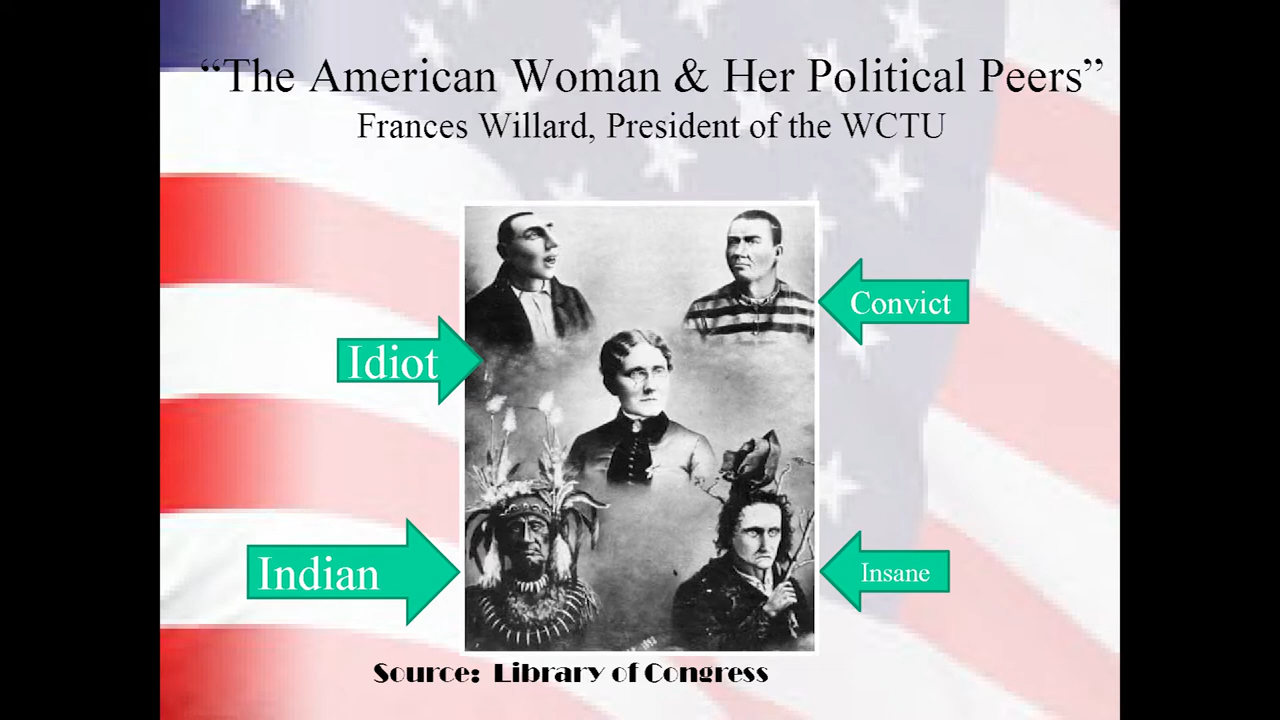 “The American Woman & Her Political Peers”
Frances Willard, President of the WCTU
Convict
Idiot
Indian
Insane
Source: Library of Congress